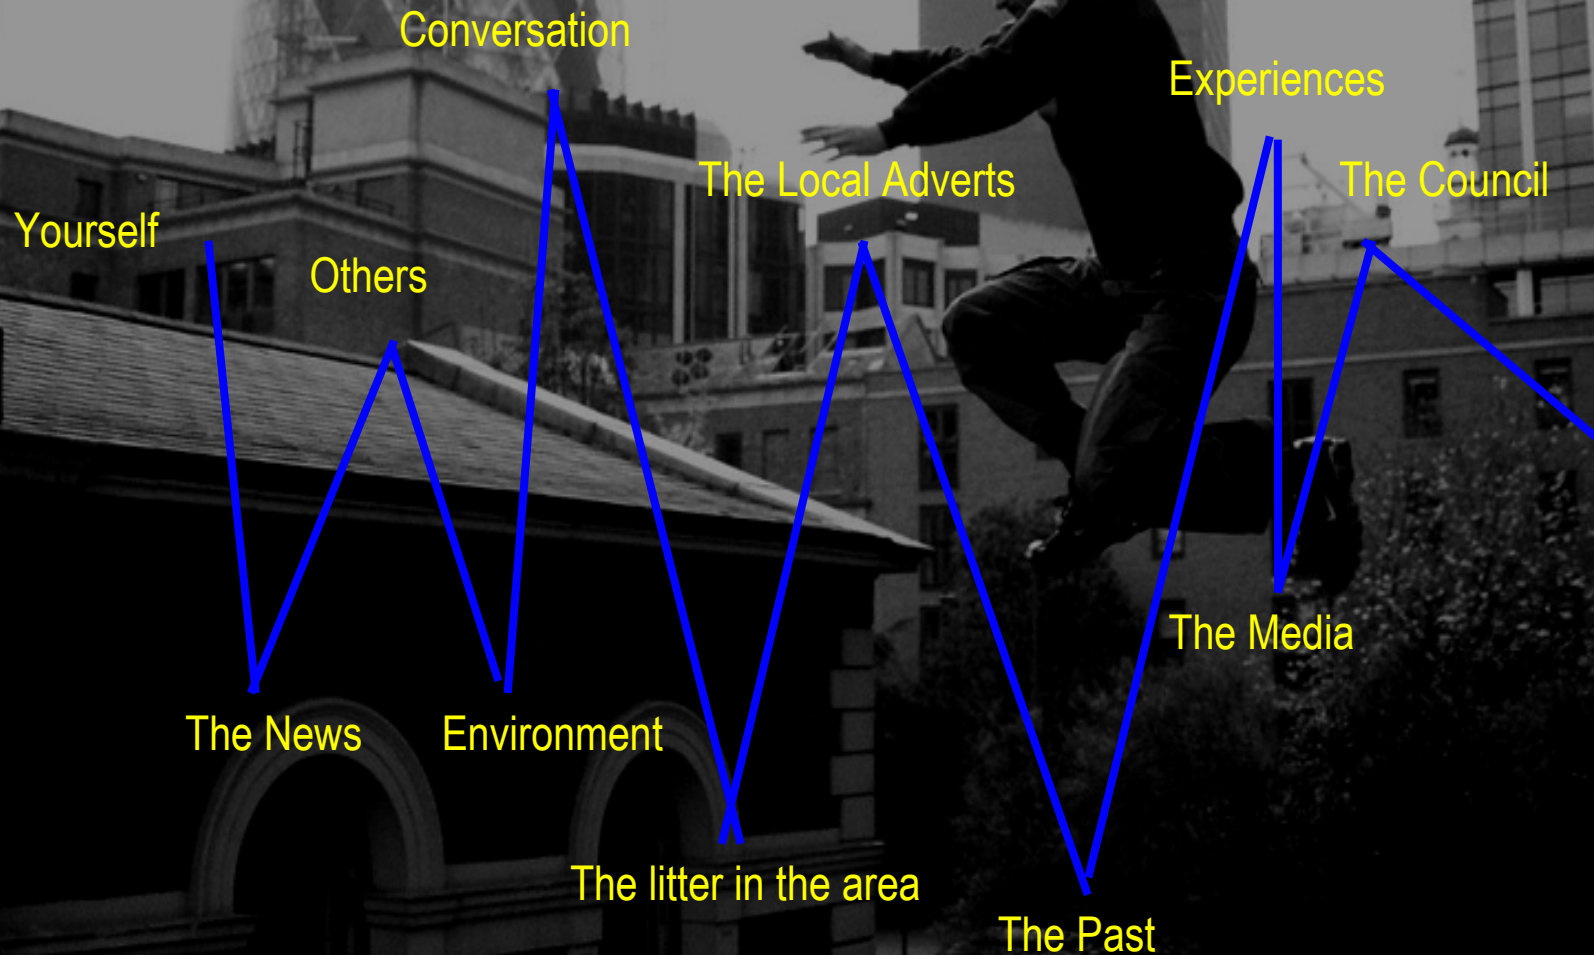 Conversation
Experiences
The Local Adverts
The Council
Yourself
Others
The Media
The News
Environment
The litter in the area
The Past